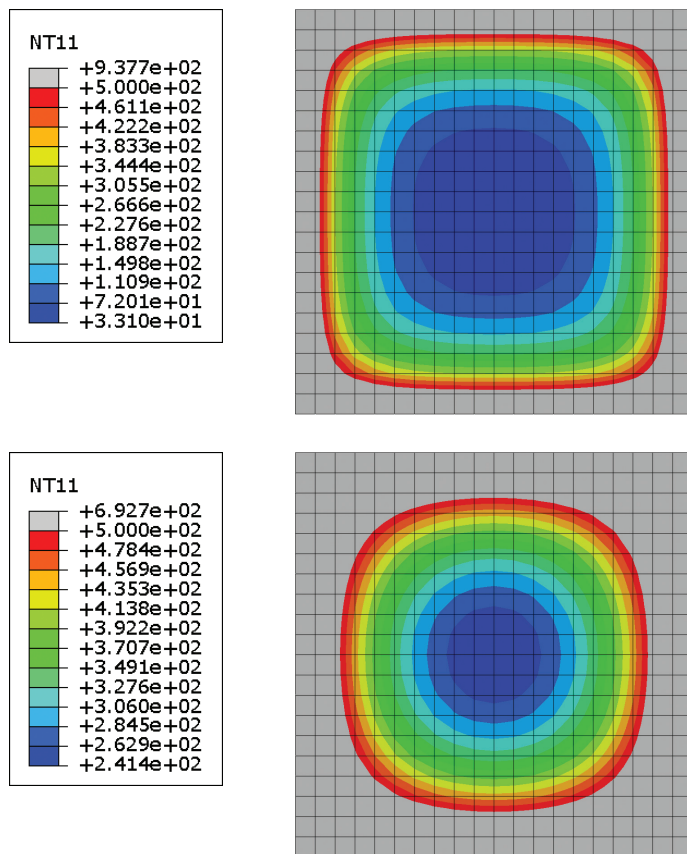 NT11
+9.377e+02
+5.000e+02
+4.611e+02
+4.222e+02
+3.833e+02
+3.444e+02
+3.055e+02
+2.666e+02
+2.276e+02
+1.887e+02
+1.498e+02
+1.109e+02
+7.201e+01
+3.310e+01
NT11
+6.927e+02
+5.000e+02
+4.784e+02
+4.569e+02
+4.353e+02
+4.138e+02
+3.922e+02
+3.707e+02
+3.491e+02
+3.276e+02
+3.060e+02
+2.845e+02
+2.629e+02
+2.414e+02